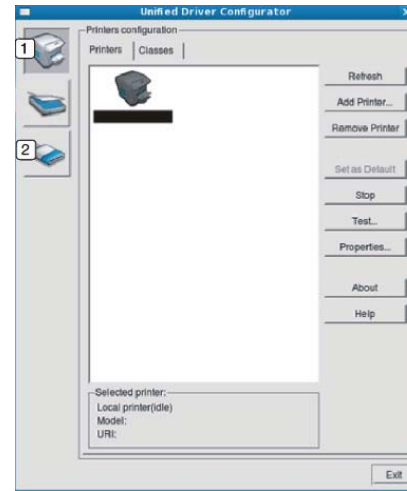 Unified Driver Configurator
Printers configuration
Printers Classes
1
2
Refresh
Add Printer...
Remove Printer
Set as Default
Stop
Test...
Properties...
About
Help
Selected printer:
Local printer(idle)
Model:
URI:
Exit